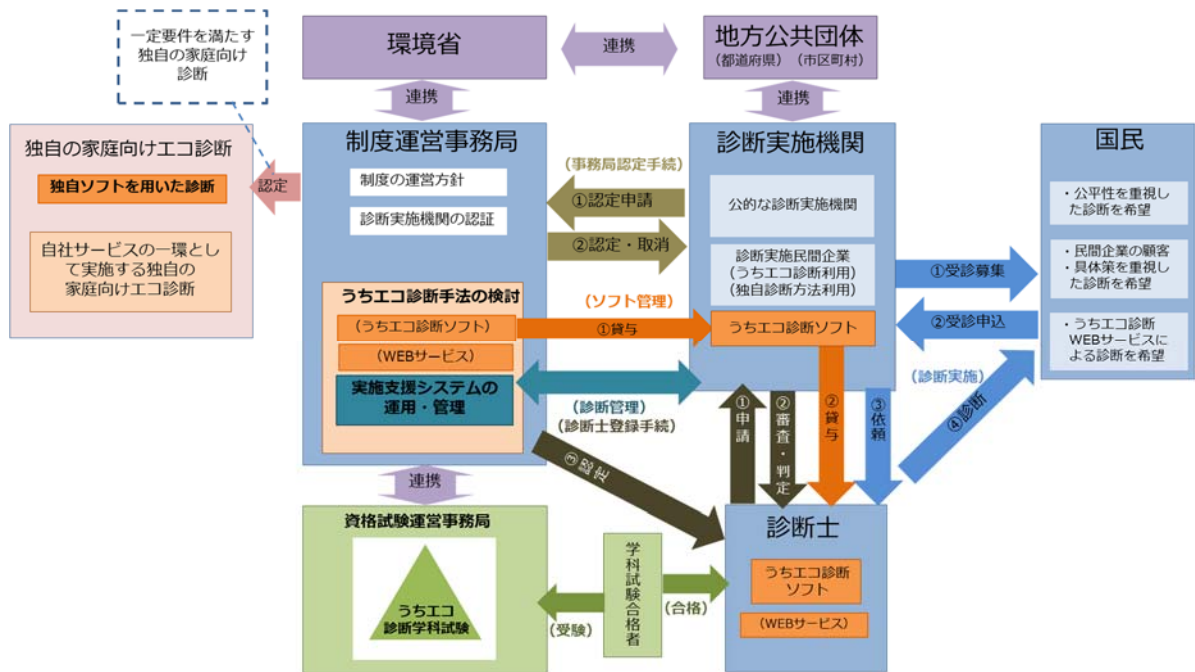 一定要件を満たす
独自の家庭向け
診断
環境省
連携
地方公共団体
（都道府県）（市区町村）
連携
連携
独自の家庭向けエコ診断
独自ソフトを用いた診断
自社サービスの一環とし
て実施する独自の
家庭向けエコ診断
認定
制度運営事務局
制度の運営方針
診断実施機関の認証
うちエコ診断手法の検討
（うちエコ診断ソフト）
（WEBサービス）
実施支援システムの
運用・管理
（事務局認定手続）
①認定申請
②認定・取消
（ソフト管理）
①貸与
（診断管理）
（診断士登録手続）
診断実施機関
公的な診断実施機関
診断実施民間企業
（うちエコ診断利用）
（独自診断方法利用）
うちエコ診断ソフト
①受診募集
②受診申込
（診断実施）
④診断
国民
・公平性を重視し
た診断を希望
・民間企業の顧客
・具体策を重視し
た診断を希望
・うちエコ診断
WEBサービスに
よる診断を希望
①申請
②審査・判定
②貸与
③依頼
③認定
連携
資格試験運営事務局
うちエコ
診断学科試験
（受験）
学科試験合格者
（合格）
診断士
うちエコ診断
ソフト
（WEBサービス）